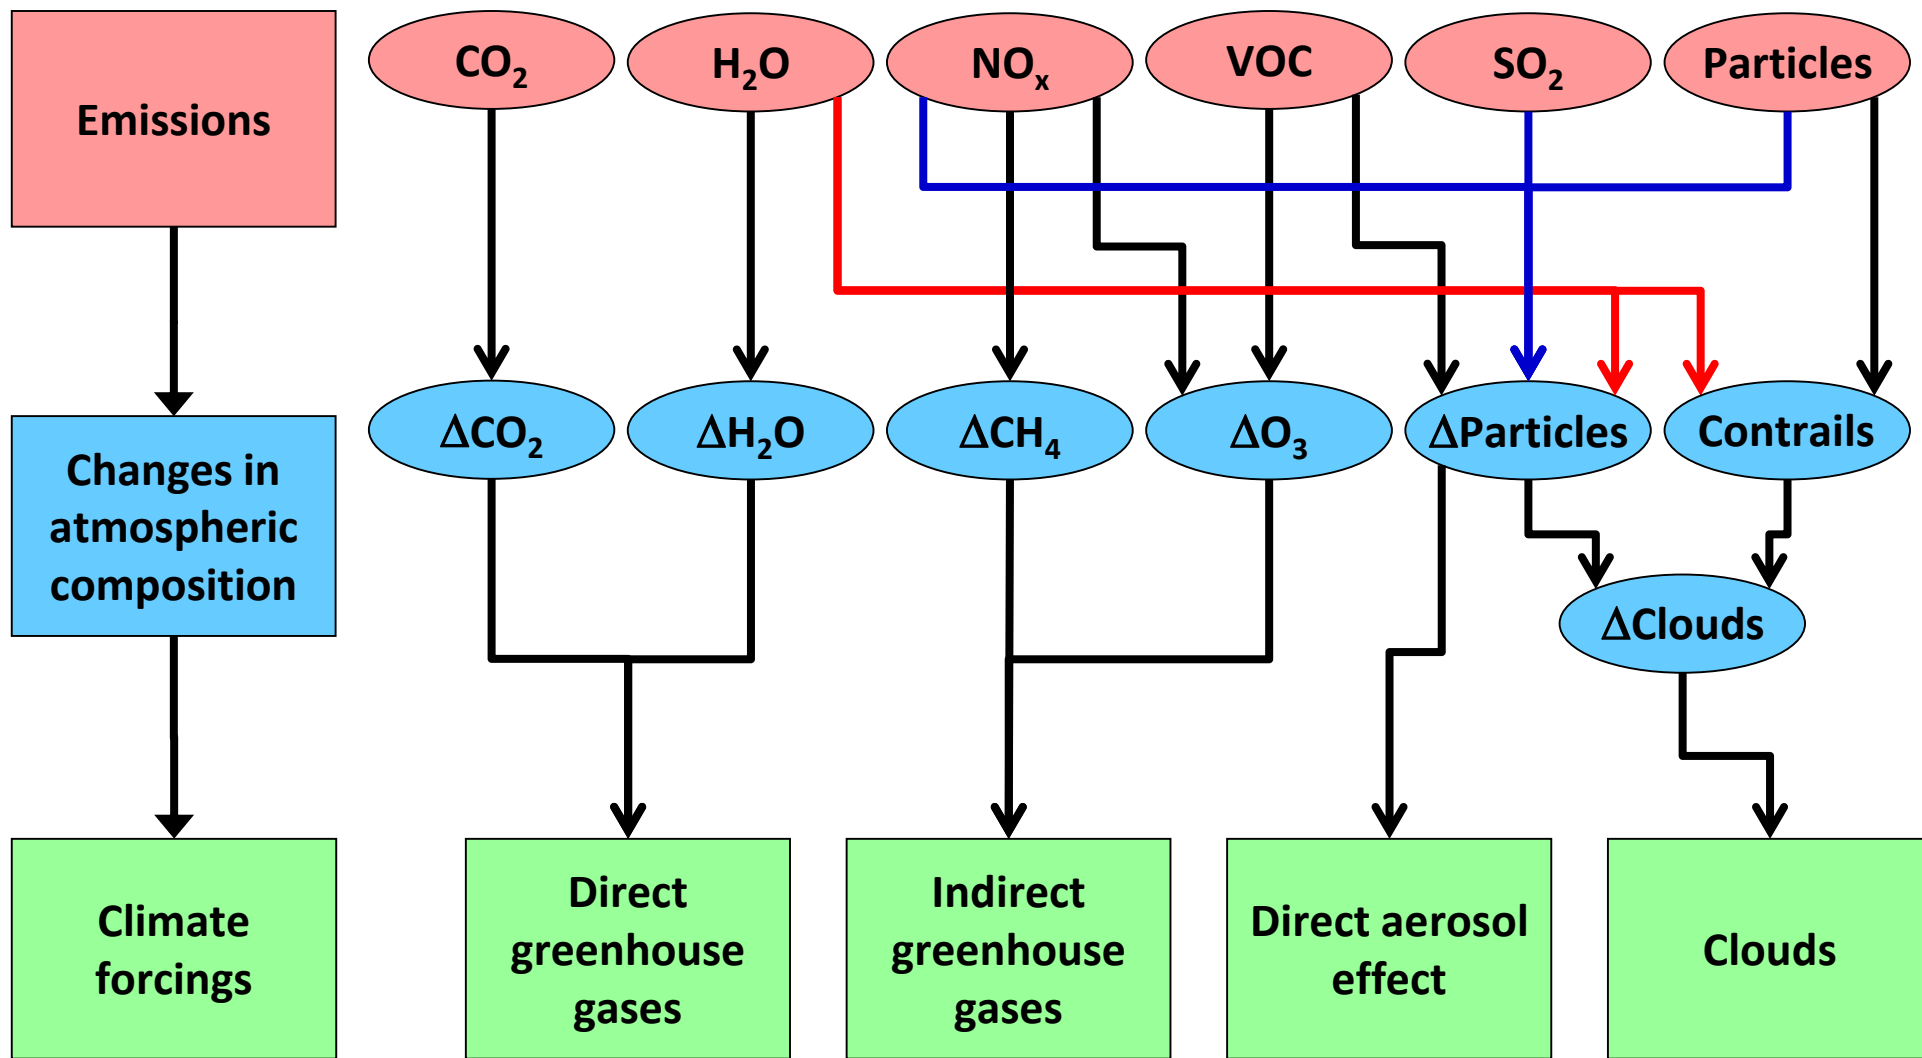 Emissions
CO₂
H₂O
NOₓ
VOC
SO₂
Particles
Changes in
atmospheric
composition
ΔCO₂
ΔH₂O
ΔCH₄
ΔO₃
ΔParticles
Contrails
ΔClouds
Climate
forcings
Direct
greenhouse
gases
Indirect
greenhouse
gases
Direct aerosol
effect
Clouds